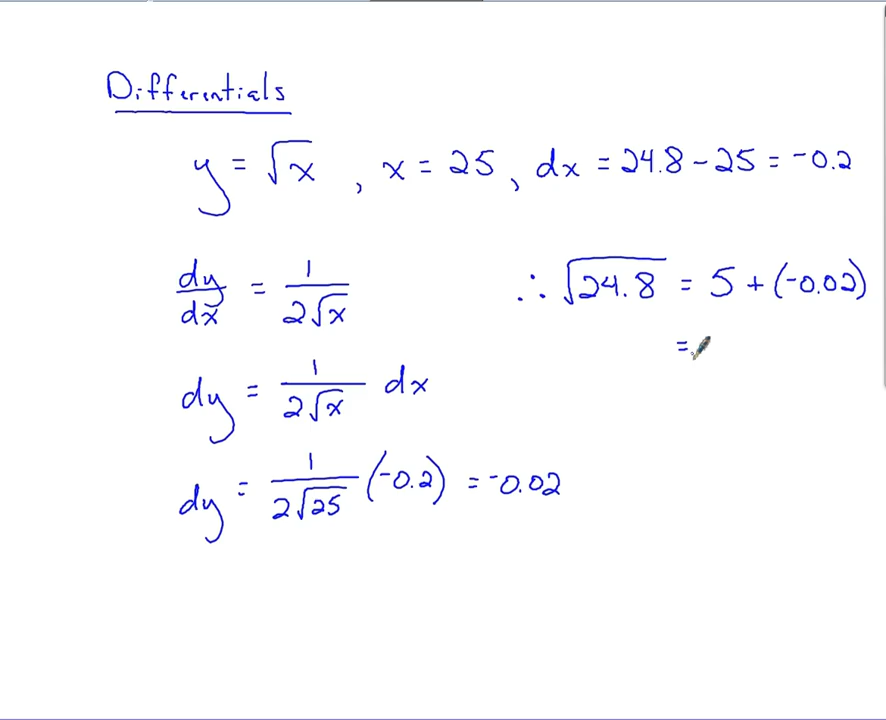 Differentials
y = √x , x = 25, dx = 24.8 - 25 = -0.2
dy/dx = 1/(2√x)
dy = 1/(2√x) dx
dy = 1/(2√25) (-0.2) = -0.02
∴ √24.8 = 5 + (-0.02)
=